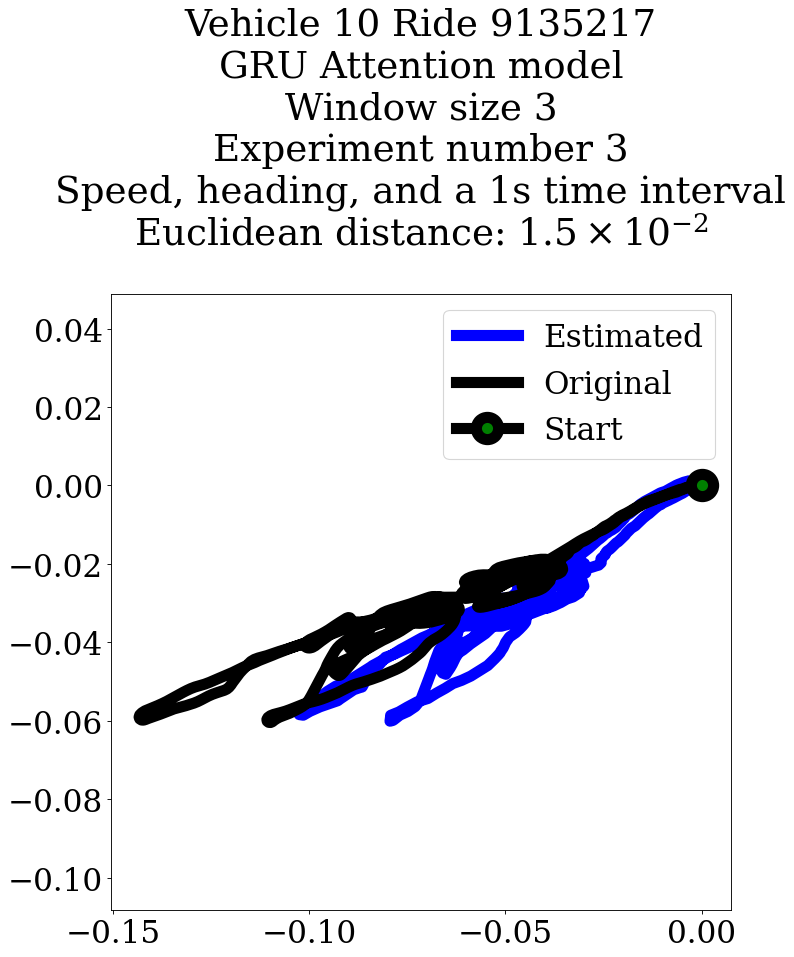 Vehicle 10 Ride 9135217
GRU Attention model
Window size 3
Experiment number 3
Speed, heading, and a 1s time interval
Euclidean distance: 1.5 × 10⁻²
Estimated
Original
Start
0.04
0.02
0.00
−0.02
−0.04
−0.06
−0.08
−0.10
−0.15 −0.10 −0.05 0.00